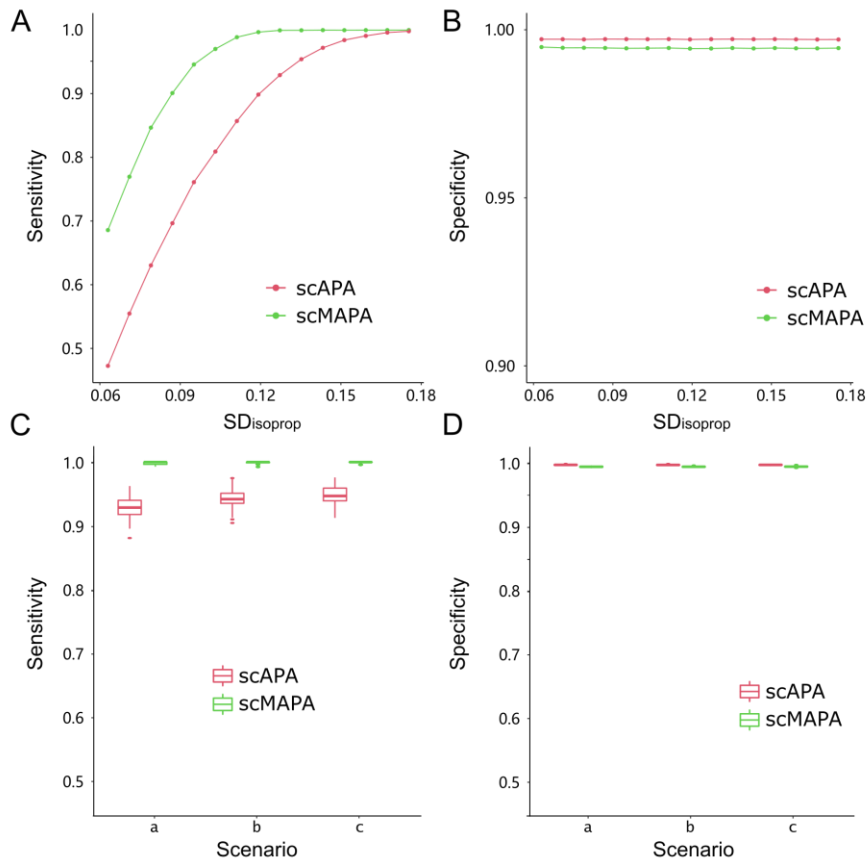 A
1.0
0.9
0.8
0.7
0.6
0.5
Sensitivity
scAPA
scMAPA
0.06
0.09
0.12
0.15
0.18
SDisoprop
B
1.00
0.95
0.90
Specificity
scAPA
scMAPA
0.06
0.09
0.12
0.15
0.18
SDisoprop
C
1.0
0.9
0.8
0.7
0.6
0.5
Sensitivity
scAPA
scMAPA
a
b
c
Scenario
D
1.0
0.9
0.8
0.7
0.6
0.5
Specificity
scAPA
scMAPA
a
b
c
Scenario